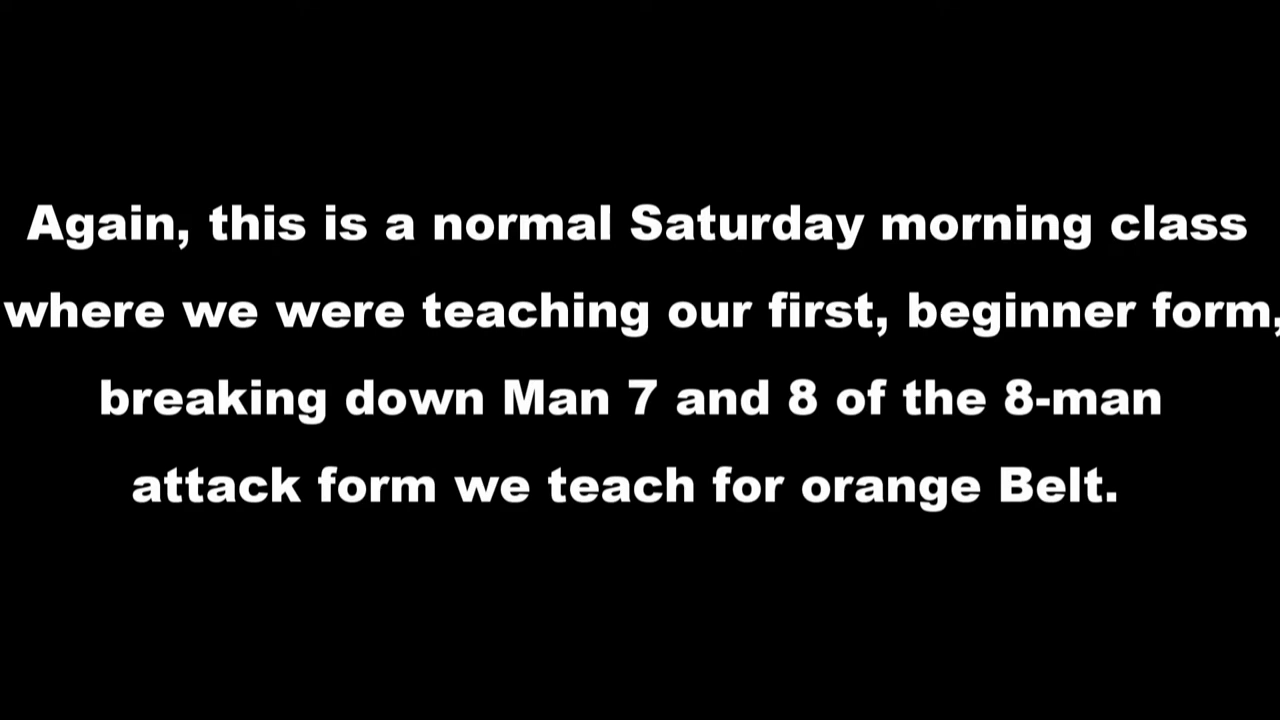 Again, this is a normal Saturday morning class
where we were teaching our first, beginner form,
breaking down Man 7 and 8 of the 8-man
attack form we teach for orange Belt.